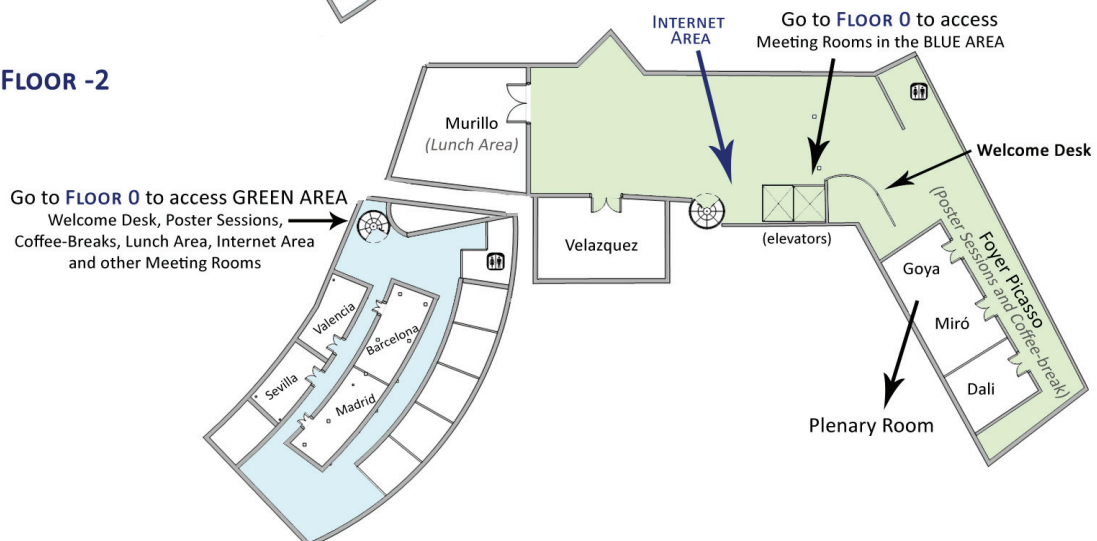 FLOOR -2
INTERNET
AREA
Go to FLOOR 0 to access
Meeting Rooms in the BLUE AREA
Murillo
(Lunch Area)
Welcome Desk
Go to FLOOR 0 to access GREEN AREA
Welcome Desk, Poster Sessions,
Coffee-Breaks, Lunch Area, Internet Area
and other Meeting Rooms
Velazquez
(elevators)
Foyer Picasso
(Poster Sessions and Coffee-break)
Goya
Miró
Dali
Plenary Room
Valencia
Barcelona
Sevilla
Madrid